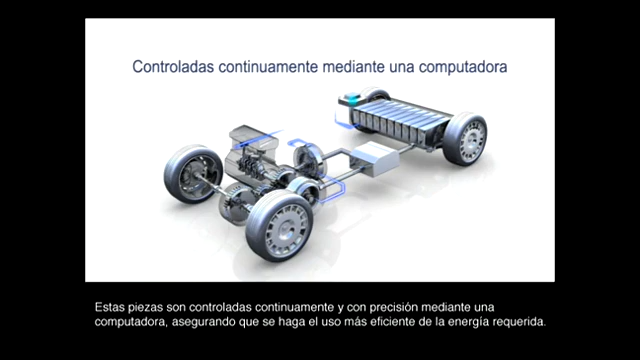 Controladas continuamente mediante una computadora
Estas piezas son controladas continuamente y con precisión mediante una
computadora, asegurando que se haga el uso más eficiente de la energía requerida.